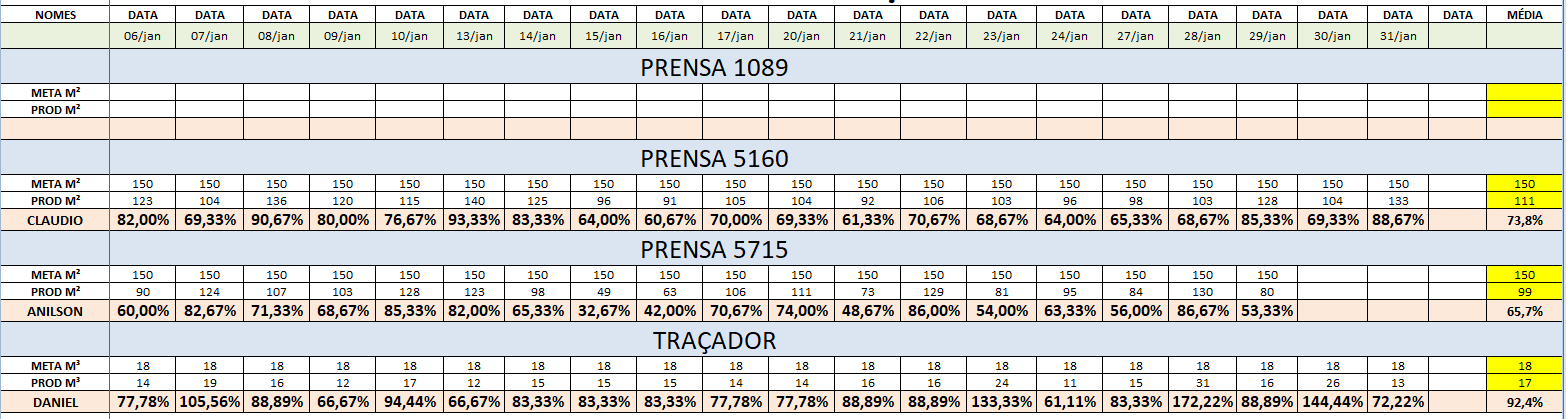 NOMES DATA DATA DATA DATA DATA DATA DATA DATA DATA DATA DATA DATA DATA DATA DATA DATA DATA DATA DATA DATA DATA MÉDIA
06/jan 07/jan 08/jan 09/jan 10/jan 13/jan 14/jan 15/jan 16/jan 17/jan 20/jan 21/jan 22/jan 23/jan 24/jan 27/jan 28/jan 29/jan 30/jan 31/jan
PRENSA 1089
META M²
PROD M²
PRENSA 5160
META M² 150 150 150 150 150 150 150 150 150 150 150 150 150 150 150 150 150 150 150 150 150
PROD M² 123 104 136 120 115 140 125 96 91 105 104 92 106 103 96 98 103 128 104 133 111
CLAUDIO 82,00% 69,33% 90,67% 80,00% 76,67% 93,33% 83,33% 64,00% 60,67% 70,00% 69,33% 61,33% 70,67% 68,67% 64,00% 65,33% 68,67% 85,33% 69,33% 88,67% 73,8%
PRENSA 5715
META M² 150 150 150 150 150 150 150 150 150 150 150 150 150 150 150 150 150 150 150
PROD M² 90 124 107 103 128 123 98 49 63 106 111 73 129 81 95 84 130 80 99
ANILSON 60,00% 82,67% 71,33% 68,67% 85,33% 82,00% 65,33% 32,67% 42,00% 70,67% 74,00% 48,67% 86,00% 54,00% 63,33% 56,00% 86,67% 53,33% 65,7%
TRAÇADOR
META M³ 18 18 18 18 18 18 18 18 18 18 18 18 18 18 18 18 18 18 18 18 18
PROD M³ 14 19 16 12 17 12 15 15 15 14 14 16 16 24 11 15 31 16 26 13 17
DANIEL 77,78% 105,56% 88,89% 66,67% 94,44% 66,67% 83,33% 83,33% 83,33% 77,78% 77,78% 88,89% 88,89% 133,33% 61,11% 83,33% 172,22% 88,89% 144,44% 72,22% 92,4%